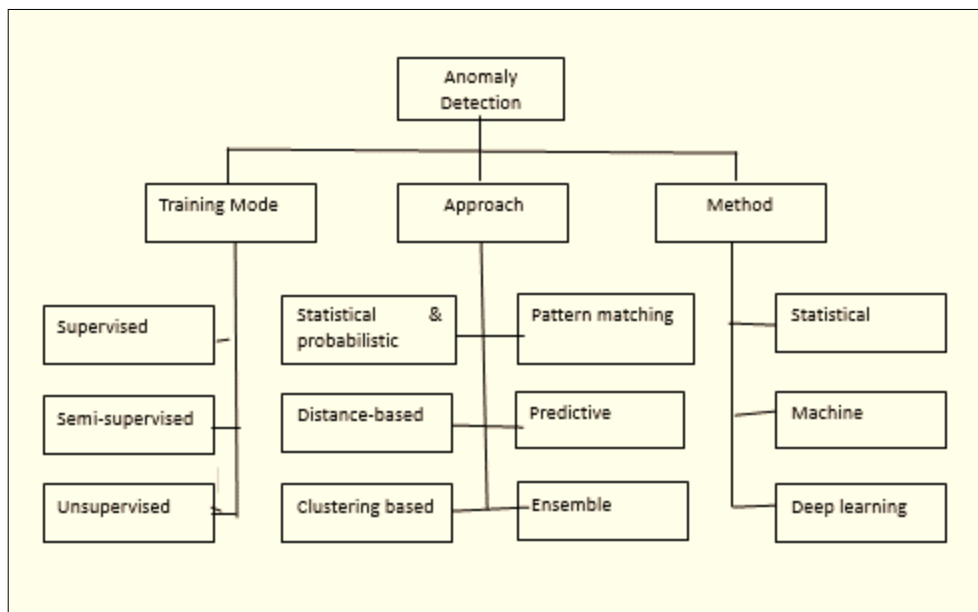 Anomaly
Detection
Training Mode
Approach
Method
Supervised
Statistical &
probabilistic
Pattern matching
Statistical
Semi-supervised
Distance-based
Predictive
Machine
Unsupervised
Clustering based
Ensemble
Deep learning